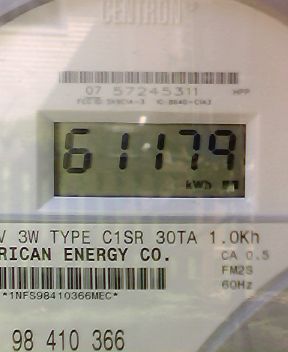 CENTRON
07 57245311
61179
kWh
V 3W TYPE C1SR 30TA 1.0Kh
RICAN ENERGY CO. CA 0.5
FM2S
60Hz
*1NFS98410366MEC*
98 410 366